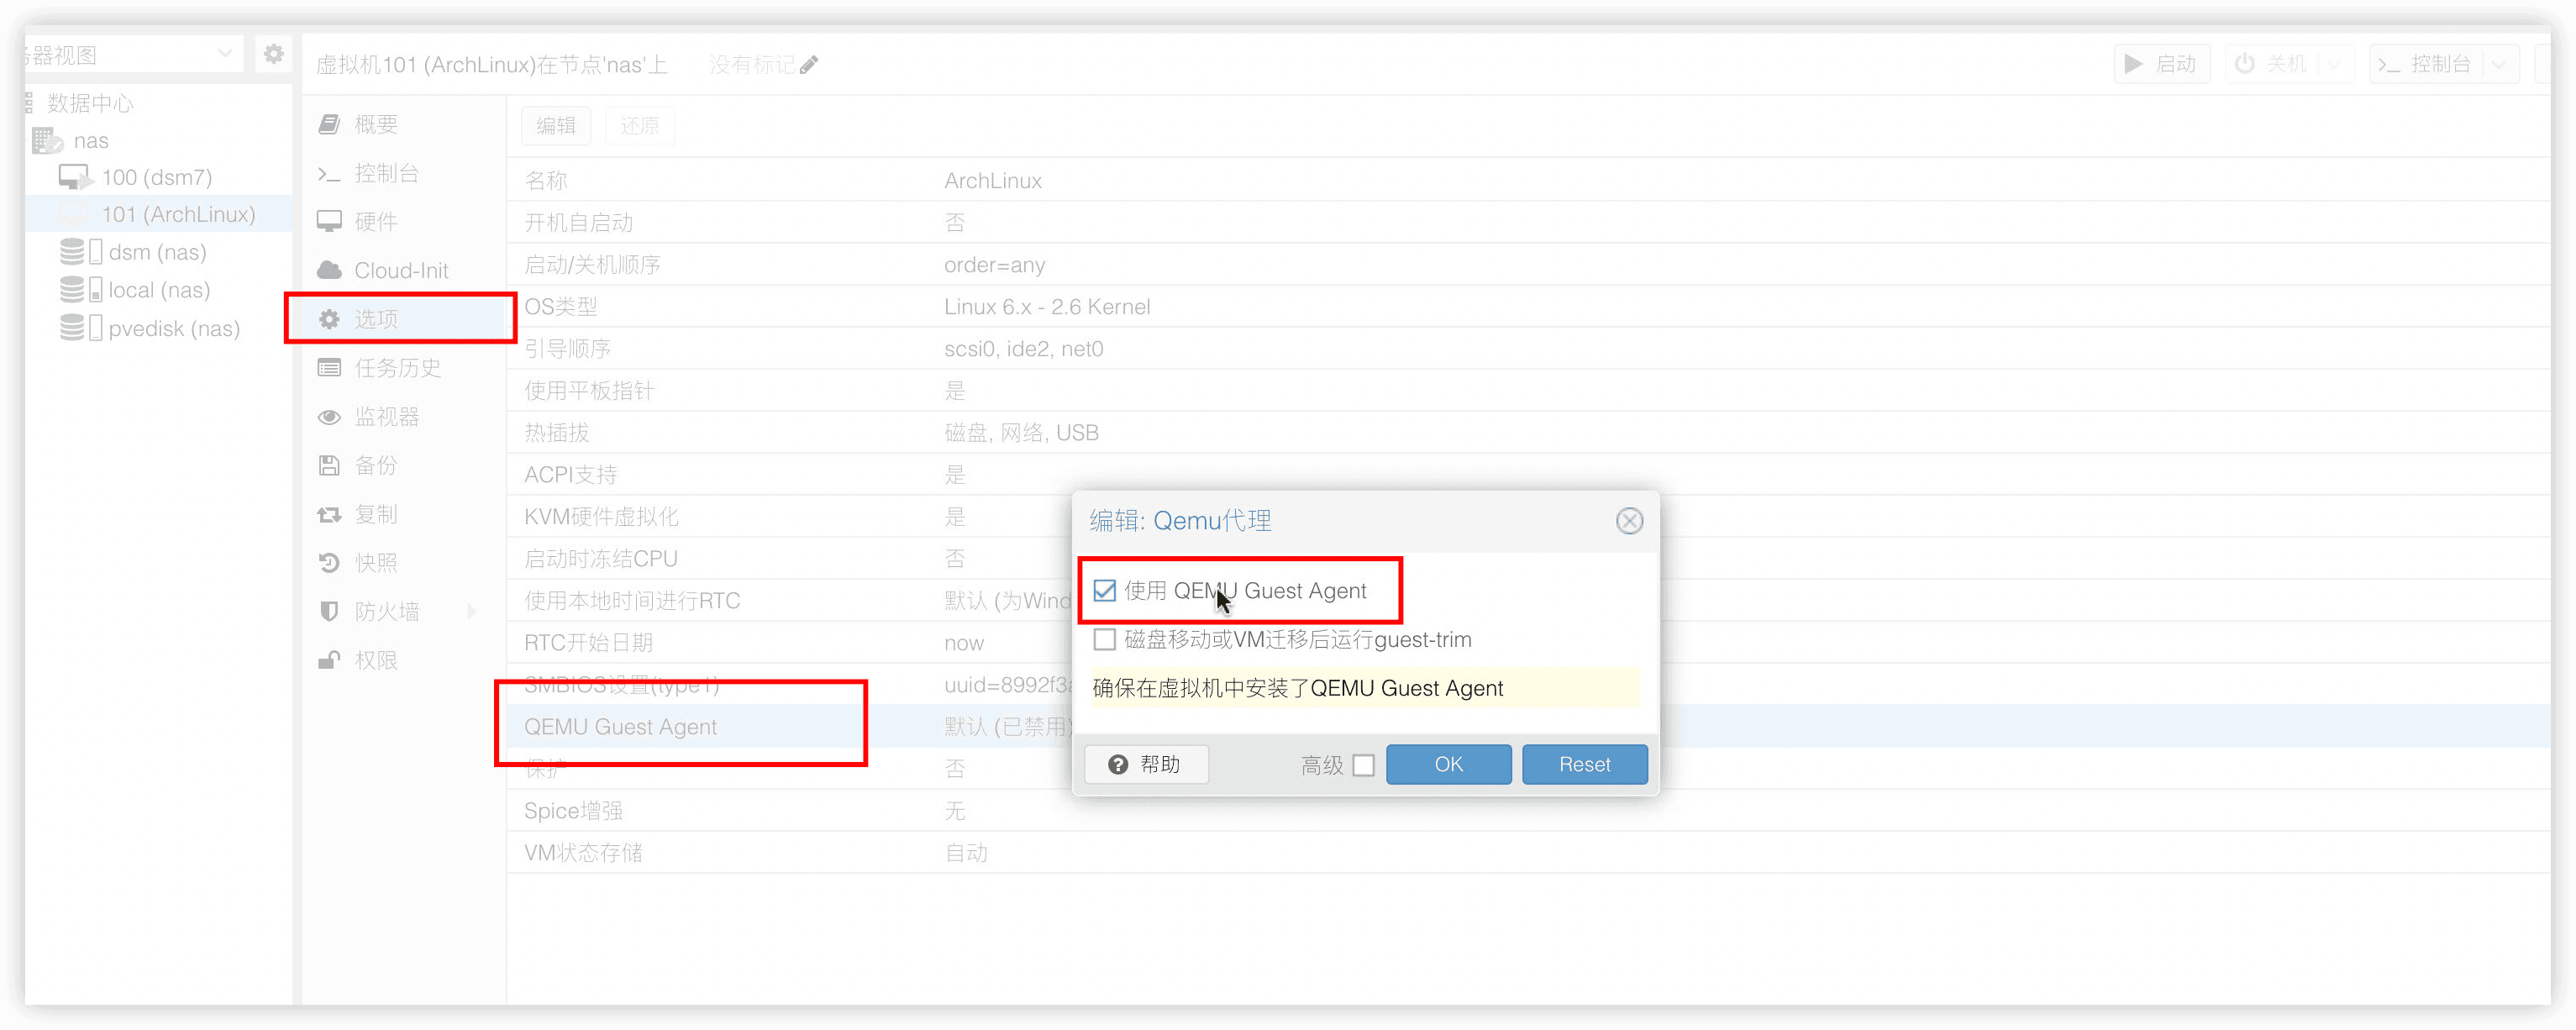 器视图
虚拟机101 (ArchLinux)在节点'nas'上
没有标记
启动
关机
控制台
数据中心
nas
100 (dsm7)
101 (ArchLinux)
dsm (nas)
local (nas)
pvedisk (nas)
概要
控制台
硬件
Cloud-Init
选项
任务历史
监视器
备份
复制
快照
防火墙
权限
编辑
还原
名称 ArchLinux
开机自启动 否
启动/关机顺序 order=any
OS类型 Linux 6.x - 2.6 Kernel
引导顺序 scsi0, ide2, net0
使用平板指针 是
热插拔 磁盘, 网络, USB
ACPI支持 是
KVM硬件虚拟化 是
启动时冻结CPU 否
使用本地时间进行RTC 默认 (为Wind
RTC开始日期 now
SMBIOS设置(type1) uuid=8992f3
QEMU Guest Agent 默认 (已禁用)
保护 否
Spice增强 无
VM状态存储 自动
编辑: Qemu代理
使用 QEMU Guest Agent
磁盘移动或VM迁移后运行guest-trim
确保在虚拟机中安装了QEMU Guest Agent
帮助
高级
OK
Reset